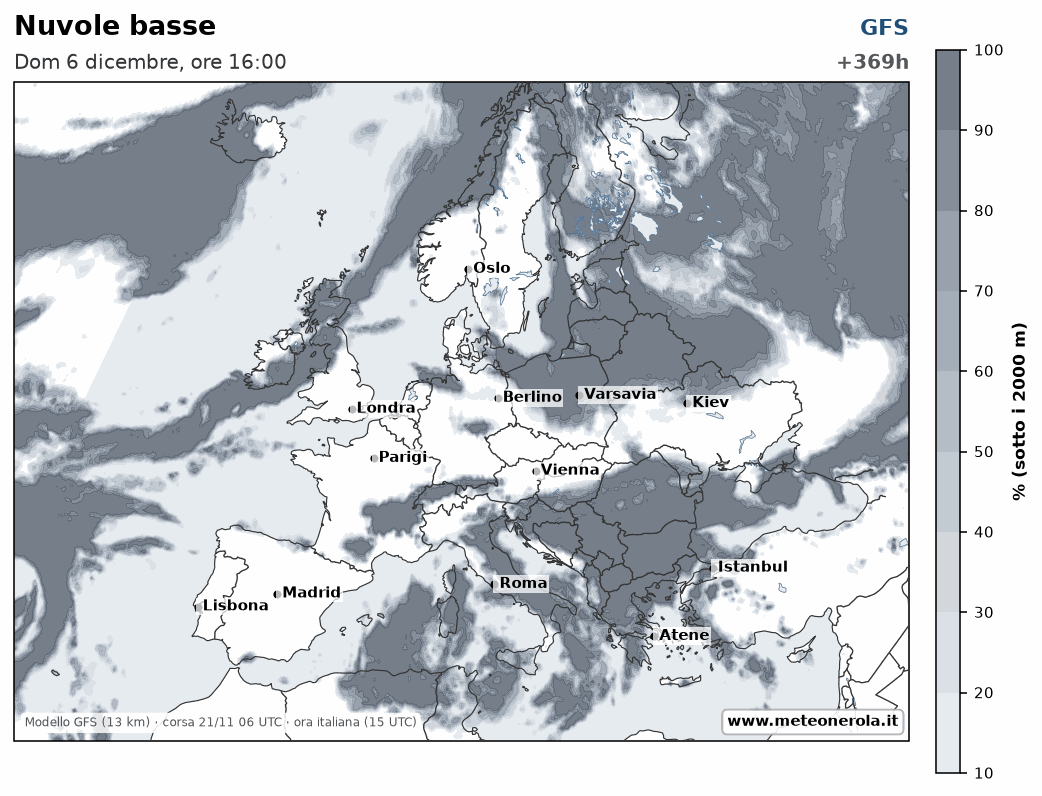 Nuvole basse
GFS
Dom 6 dicembre, ore 16:00
+369h
Oslo
Berlino
Varsavia
Kiev
Londra
Parigi
Vienna
Istanbul
Roma
Madrid
Lisbona
Atene
Modello GFS (13 km) · corsa 21/11 06 UTC · ora italiana (15 UTC)
www.meteonerola.it
100
90
80
70
60
50
40
30
20
10
% (sotto i 2000 m)